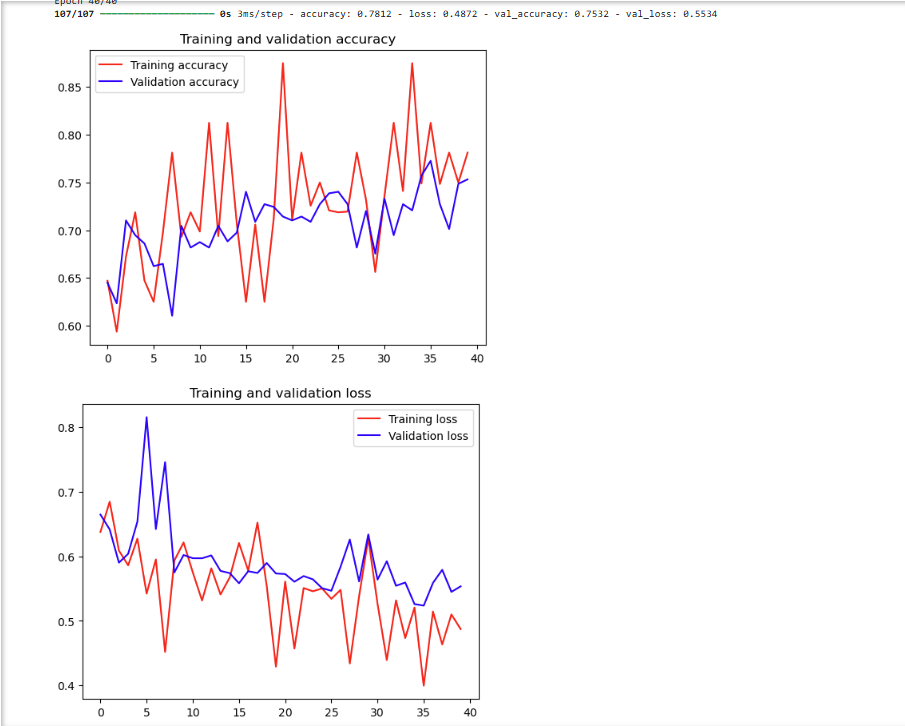 Epoch 40/40
107/107 ━━━━━━━━━━━━━━━━━━━━ 0s 3ms/step - accuracy: 0.7812 - loss: 0.4872 - val_accuracy: 0.7532 - val_loss: 0.5534
Training and validation accuracy
Training accuracy
Validation accuracy
0.85
0.80
0.75
0.70
0.65
0.60
0 5 10 15 20 25 30 35 40
Training and validation loss
Training loss
Validation loss
0.8
0.7
0.6
0.5
0.4
0 5 10 15 20 25 30 35 40